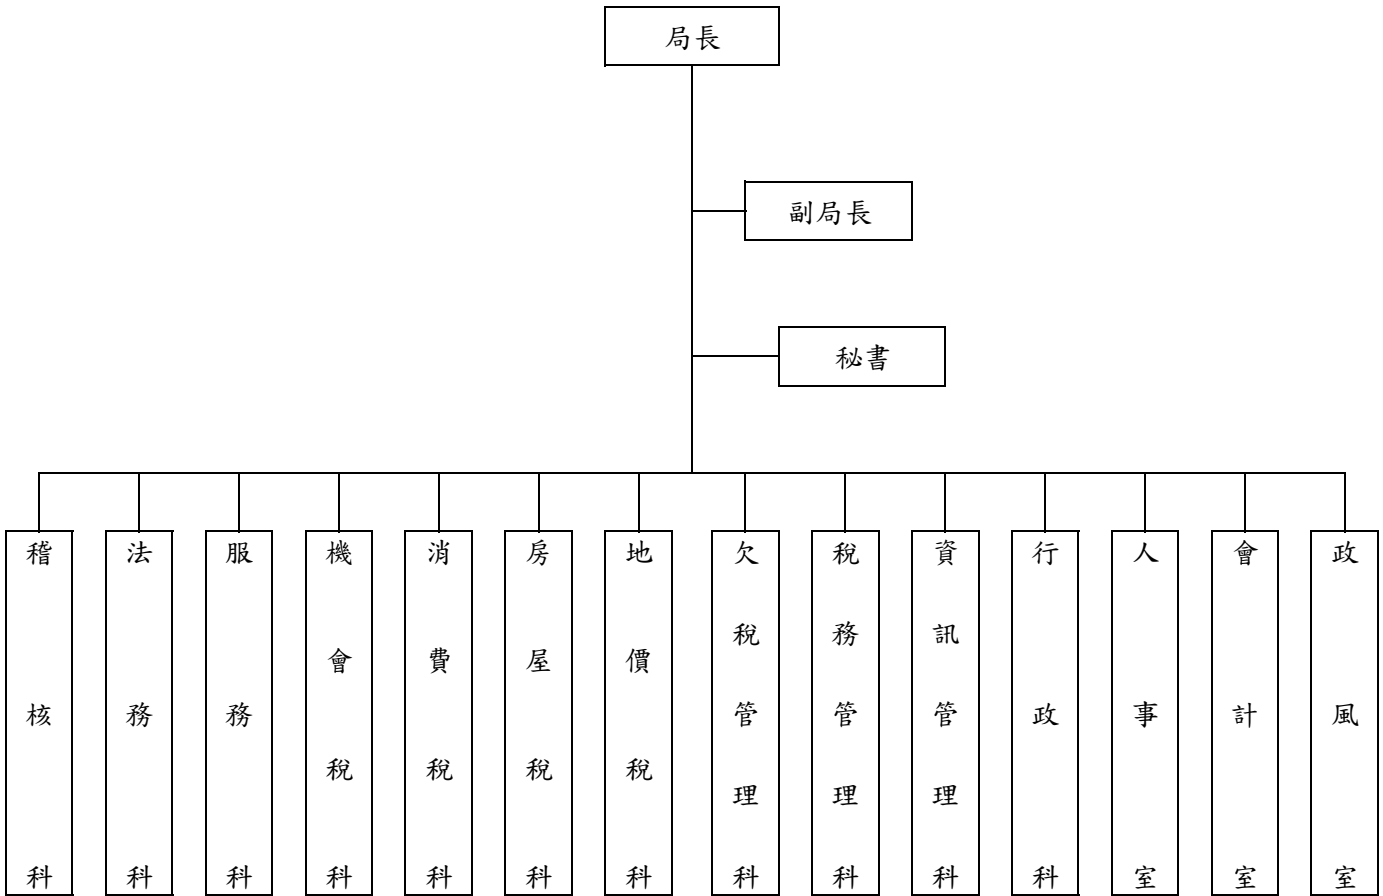 局長
副局長
秘書
稽核科
法務科
服務科
機會稅科
消費稅科
房屋稅科
地價稅科
欠稅管理科
稅務管理科
資訊管理科
行政科
人事室
會計室
政風室